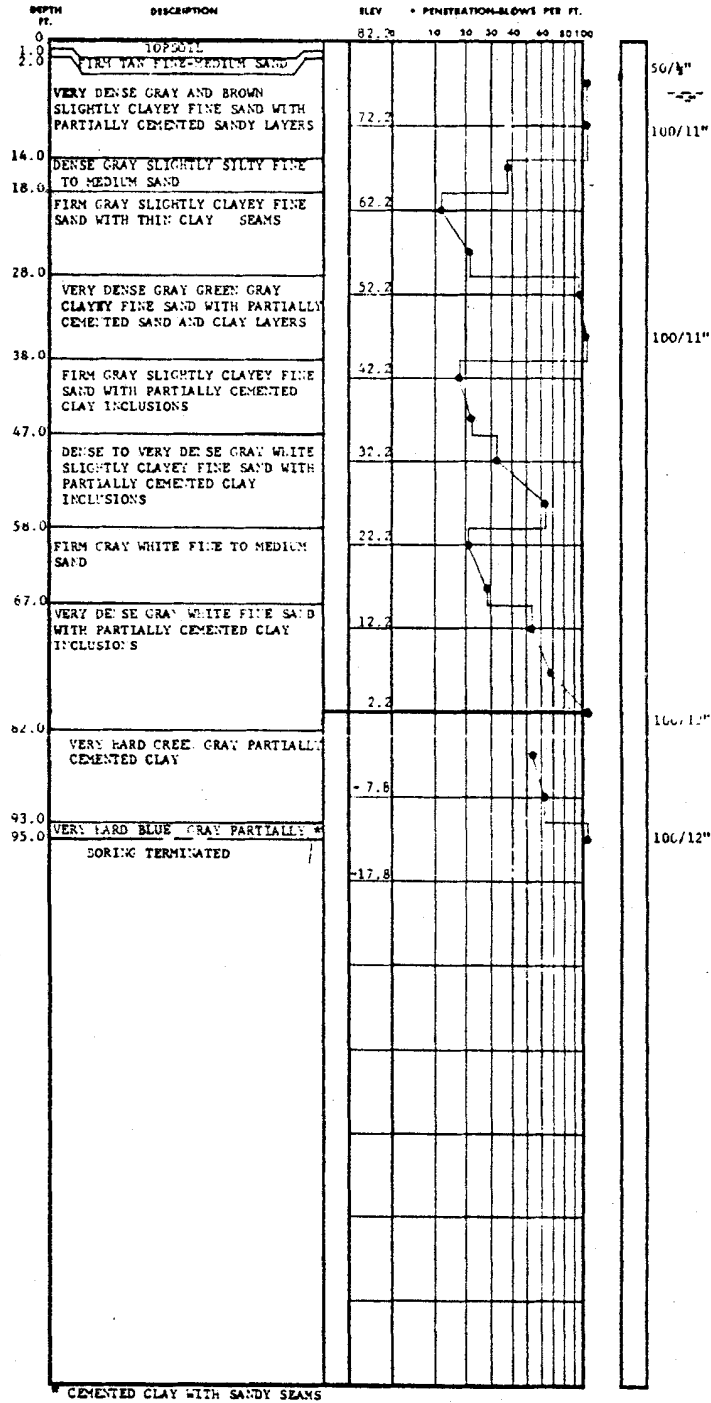 DEPTH FT. DESCRIPTION ELEV • PENETRATION-BLOWS PER FT.
0 82.2 0 10 20 30 40 60 80 100
TOPSOIL
1.0
2.0 FIRM TAN FINE-MEDIUM SAND
50/
VERY DENSE GRAY AND BROWN
SLIGHTLY CLAYEY FINE SAND WITH
PARTIALLY CEMENTED SANDY LAYERS
72.2
100/11"
14.0
DENSE GRAY SLIGHTLY SILTY FINE
TO MEDIUM SAND
18.0
FIRM GRAY SLIGHTLY CLAYEY FINE
SAND WITH THIN CLAY SEAMS
62.2
28.0
VERY DENSE GRAY GREEN GRAY
CLAYEY FINE SAND WITH PARTIALLY
CEMENTED SAND AND CLAY LAYERS
52.2
100/11"
38.0
FIRM GRAY SLIGHTLY CLAYEY FINE
SAND WITH PARTIALLY CEMENTED
CLAY INCLUSIONS
42.2
47.0
DENSE TO VERY DENSE GRAY WHITE
SLIGHTLY CLAYEY FINE SAND WITH
PARTIALLY CEMENTED CLAY
INCLUSIONS
32.2
58.0
FIRM GRAY WHITE FINE TO MEDIUM
SAND
22.2
67.0
VERY DENSE GRAY WHITE FINE SAND
WITH PARTIALLY CEMENTED CLAY
INCLUSIONS
12.2
2.2
82.0
VERY HARD GREEN GRAY PARTIALLY
CEMENTED CLAY
-7.8
93.0
VERY HARD BLUE GRAY PARTIALLY *
95.0
100/12"
BORING TERMINATED
-17.8
* CEMENTED CLAY WITH SANDY SEAMS